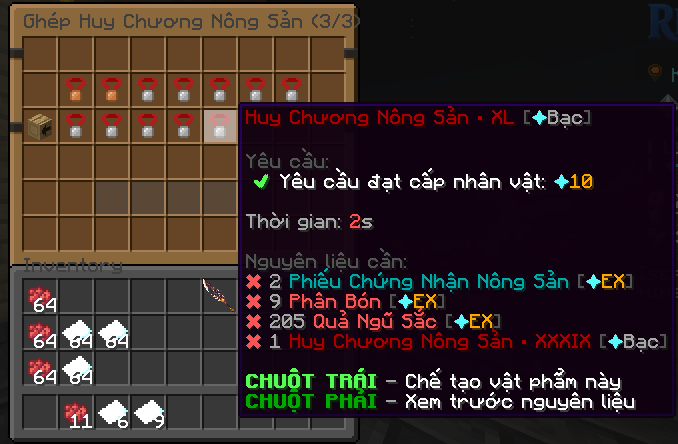 Ghép Huy Chương Nông Sản (3/3)
Huy Chương Nông Sản • XL [✦Bạc]
Yêu cầu:
✔ Yêu cầu đạt cấp nhân vật: ✦10
Thời gian: 2s
Nguyên liệu cần:
✖ 2 Phiếu Chứng Nhận Nông Sản [✦EX]
✖ 9 Phân Bón [✦EX]
✖ 205 Quả Ngũ Sắc [✦EX]
✖ 1 Huy Chương Nông Sản • XXXIX [✦Bạc]
CHUỘT TRÁI - Chế tạo vật phẩm này
CHUỘT PHẢI - Xem trước nguyên liệu
Inventory
64
64 64 64
64 64
11 6 9
R